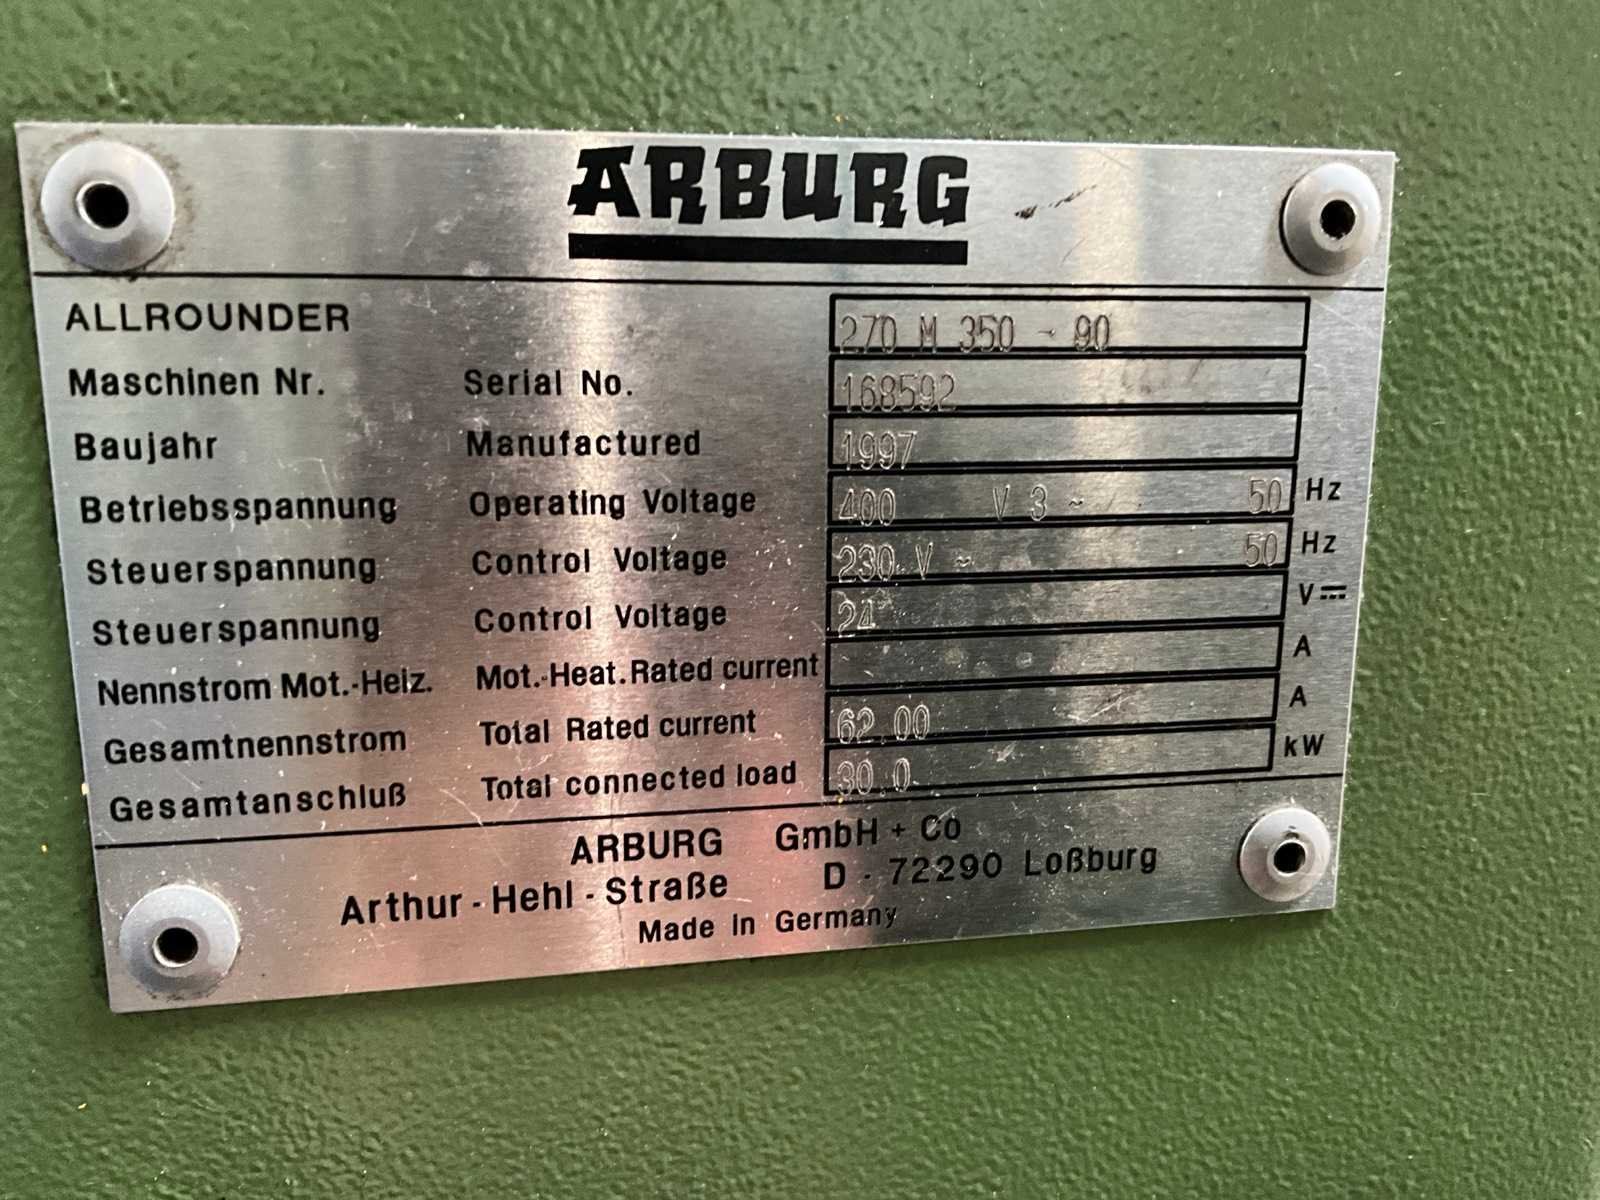 ARBURG
ALLROUNDER 270 M 350 - 90
Maschinen Nr. Serial No. 168592
Baujahr Manufactured 1997
Betriebsspannung Operating Voltage 400 V 3 ~ 50 Hz
Steuerspannung Control Voltage 230 V ~ 50 Hz
Steuerspannung Control Voltage 24 V⎓
Nennstrom Mot.-Heiz. Mot.-Heat.Rated current A
Gesamtnennstrom Total Rated current 62.00 A
Gesamtanschluß Total connected load 30.0 kW
ARBURG GmbH + Co
Arthur - Hehl - Straße D - 72290 Loßburg
Made in Germany